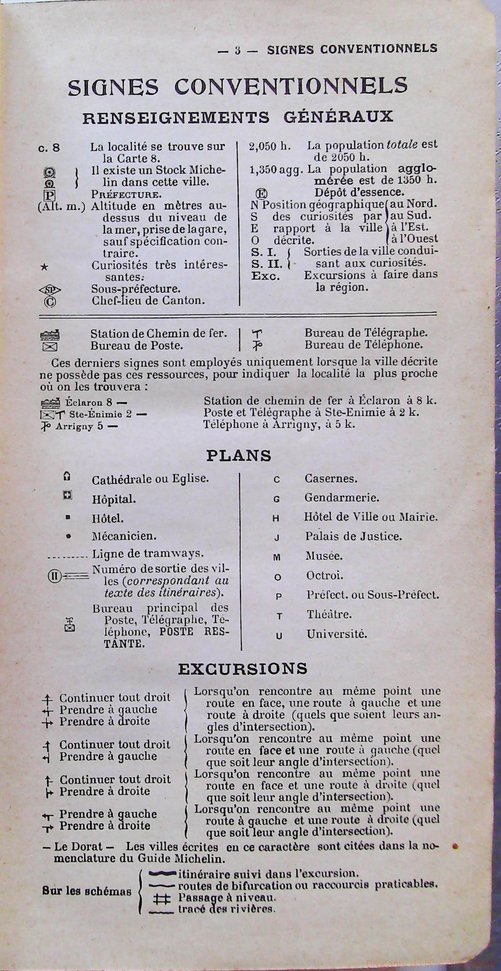 — 3 — SIGNES CONVENTIONNELS
SIGNES CONVENTIONNELS
RENSEIGNEMENTS GÉNÉRAUX
c. 8 La localité se trouve sur
la Carte 8.
Il existe un Stock Miche-
lin dans cette ville.
P PRÉFECTURE.
(Alt. m.) Altitude en mètres au-
dessus du niveau de
la mer, prise de la gare,
sauf spécification con-
traire.
★ Curiosités très intéres-
santes.
SP Sous-préfecture.
C Chef-lieu de Canton.
2,050 h. La population totale est
de 2050 h.
1,350 agg. La population agglo-
mérée est de 1350 h.
E Dépôt d'essence.
N Position géographique au Nord.
S des curiosités par au Sud.
E rapport à la ville à l'Est.
O décrite. à l'Ouest
S. I. Sorties de la ville condui-
S. II. sant aux curiosités.
Exc. Excursions à faire dans
la région.
Station de Chemin de fer.
Bureau de Poste.
Bureau de Télégraphe.
Bureau de Téléphone.
Ces derniers signes sont employés uniquement lorsque la ville décrite
ne possède pas ces ressources, pour indiquer la localité la plus proche
où on les trouvera :
Éclaron 8 — Station de chemin de fer à Éclaron à 8 k.
Ste-Énimie 2 — Poste et Télégraphe à Ste-Enimie à 2 k.
Arrigny 5 — Téléphone à Arrigny, à 5 k.
PLANS
Cathédrale ou Eglise.
Hôpital.
Hôtel.
Mécanicien.
Ligne de tramways.
II Numéro de sortie des vil-
les (correspondant au
texte des itinéraires).
Bureau principal des
Poste, Télégraphe, Té-
léphone, POSTE RES-
TANTE.
C Casernes.
G Gendarmerie.
H Hôtel de Ville ou Mairie.
J Palais de Justice.
M Musée.
O Octroi.
P Préfect. ou Sous-Préfect.
T Théâtre.
U Université.
EXCURSIONS
Continuer tout droit
Prendre à gauche
Prendre à droite
Lorsqu'on rencontre au même point une
route en face, une route à gauche et une
route à droite (quels que soient leurs an-
gles d'intersection).
Continuer tout droit
Prendre à gauche
Lorsqu'on rencontre au même point une
route en face et une route à gauche (quel
que soit leur angle d'intersection).
Continuer tout droit
Prendre à droite
Lorsqu'on rencontre au même point une
route en face et une route à droite (quel
que soit leur angle d'intersection).
Prendre à gauche
Prendre à droite
Lorsqu'on rencontre au même point une
route à gauche et une route à droite (quel
que soit leur angle d'intersection).
— Le Dorat — Les villes écrites en ce caractère sont citées dans la no-
menclature du Guide Michelin.
Sur les schémas
itinéraire suivi dans l'excursion.
routes de bifurcation ou raccourcis praticables.
Passage à niveau.
tracé des rivières.